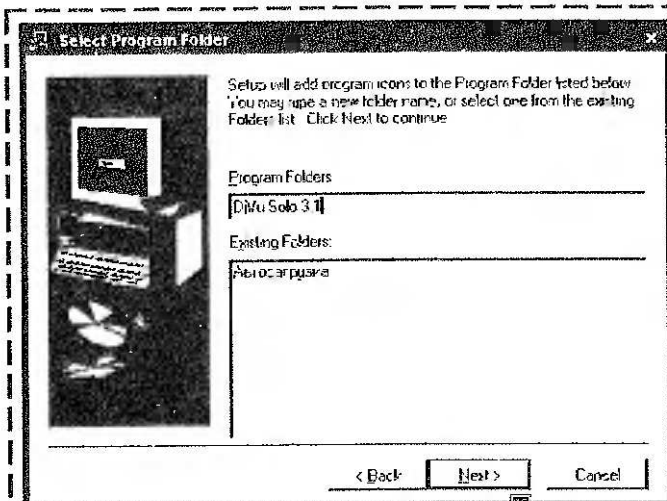 Select Program Folder
Setup will add program icons to the Program Folder listed below.
You may type a new folder name, or select one from the existing
Folders list. Click Next to continue.
Program Folders:
DjVu Solo 3.1
Existing Folders:
Автозагрузка
< Back
Next >
Cancel